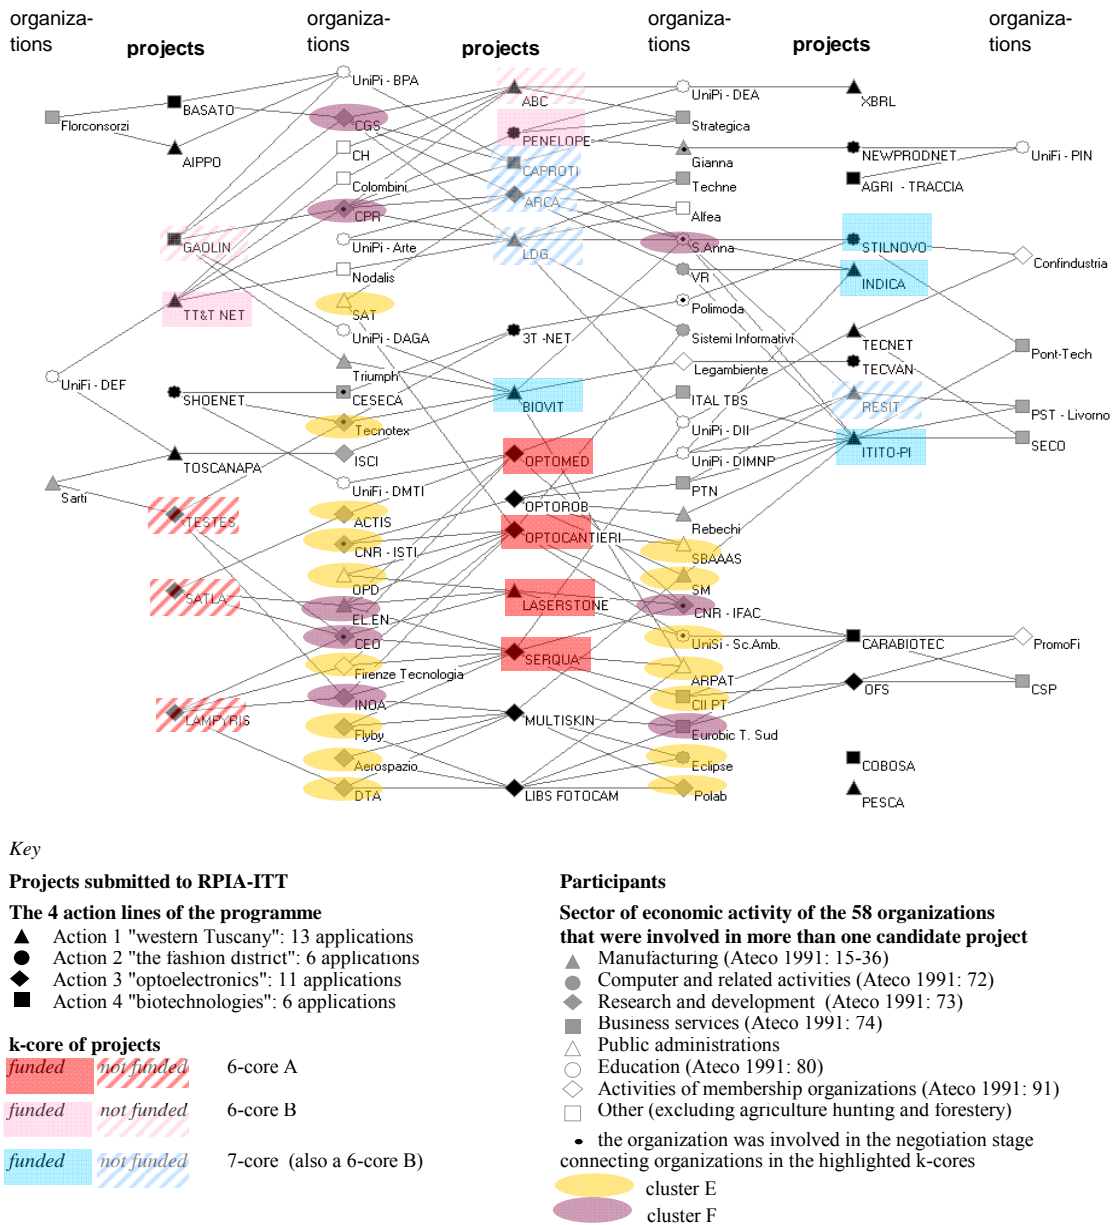 organiza-
tions
projects
organiza-
tions
projects
organiza-
tions
projects
organiza-
tions
Florconsorzi
UniFi - DEF
Sarti
BASATO
AIPPO
GAOLIN
TT&T NET
SHOENET
TOSCANAPA
TESTES
SATLA
LAMPYRIS
UniPi - BPA
CGS
CH
Colombini
CPR
UniPi - Arte
Nodalis
SAT
UniPi - DAGA
Triumph
CESECA
Tecnotex
ISCI
UniFi - DMTI
ACTIS
CNR - ISTI
OPD
EL.EN
CEO
Firenze Tecnologia
INOA
Flyby
Aerospazio
DTA
ABC
PENELOPE
CAPROTI
ARCA
LDG
3T -NET
BIOVIT
OPTOMED
OPTOROB
OPTOCANTIERI
LASERSTONE
SERQUA
MULTISKIN
LIBS FOTOCAM
UniPi - DEA
Strategica
Gianna
Techne
Alfea
S.Anna
VR
Polimoda
Sistemi Informativi
Legambiente
ITAL TBS
UniPi - DII
UniPi - DIMNP
PTN
Rebechi
SBAAAS
SM
CNR - IFAC
UniSi - Sc.Amb.
ARPAT
CII PT
Eurobic T. Sud
Eclipse
Polab
XBRL
NEWPRODNET
AGRI - TRACCIA
STILNOVO
INDICA
TECNET
TECVAN
RESIT
ITITO-PI
CARABIOTEC
OFS
COBOSA
PESCA
UniFi - PIN
Confindustria
Pont-Tech
PST - Livorno
SECO
PromoFi
CSP
Key
Projects submitted to RPIA-ITT
The 4 action lines of the programme
Action 1 "western Tuscany": 13 applications
Action 2 "the fashion district": 6 applications
Action 3 "optoelectronics": 11 applications
Action 4 "biotechnologies": 6 applications
k-core of projects
funded not funded 6-core A
funded not funded 6-core B
funded not funded 7-core (also a 6-core B)
Participants
Sector of economic activity of the 58 organizations
that were involved in more than one candidate project
Manufacturing (Ateco 1991: 15-36)
Computer and related activities (Ateco 1991: 72)
Research and development (Ateco 1991: 73)
Business services (Ateco 1991: 74)
Public administrations
Education (Ateco 1991: 80)
Activities of membership organizations (Ateco 1991: 91)
Other (excluding agriculture hunting and forestery)
the organization was involved in the negotiation stage
connecting organizations in the highlighted k-cores
cluster E
cluster F